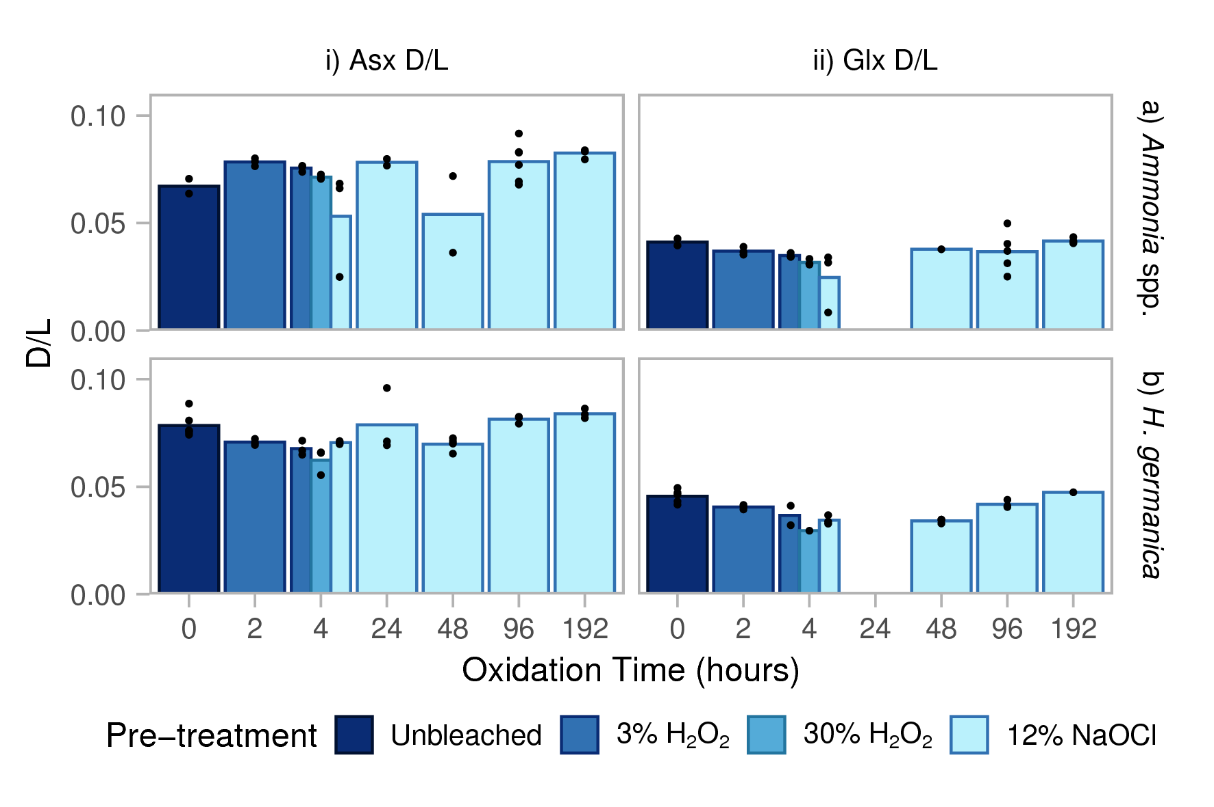 i) Asx D/L
ii) Glx D/L
0.10
0.05
0.00
a) Ammonia spp.
D/L
0.10
0.05
0.00
b) H. germanica
0 2 4 24 48 96 192
0 2 4 24 48 96 192
Oxidation Time (hours)
Pre−treatment Unbleached 3% H₂O₂ 30% H₂O₂ 12% NaOCl